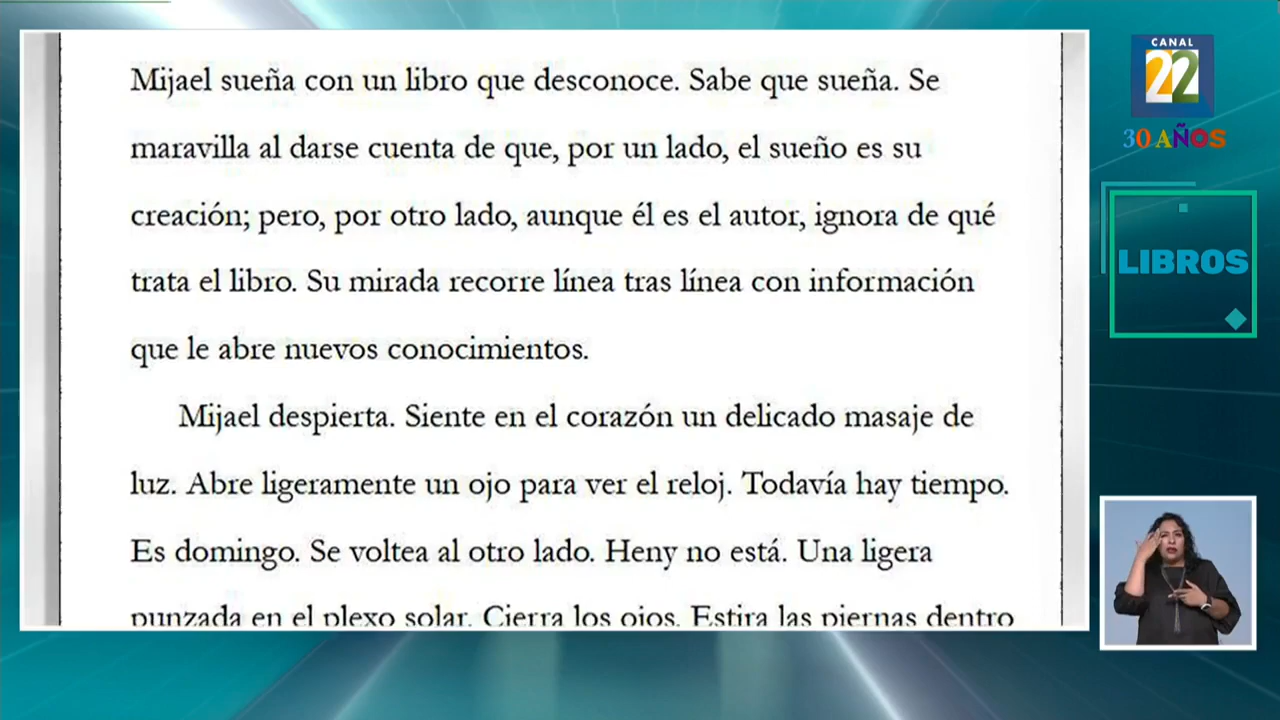 Mijael sueña con un libro que desconoce. Sabe que sueña. Se
maravilla al darse cuenta de que, por un lado, el sueño es su
creación; pero, por otro lado, aunque él es el autor, ignora de qué
trata el libro. Su mirada recorre línea tras línea con información
que le abre nuevos conocimientos.
Mijael despierta. Siente en el corazón un delicado masaje de
luz. Abre ligeramente un ojo para ver el reloj. Todavía hay tiempo.
Es domingo. Se voltea al otro lado. Heny no está. Una ligera
punzada en el plexo solar. Cierra los ojos. Estira las piernas dentro
CANAL
22
30 AÑOS
LIBROS